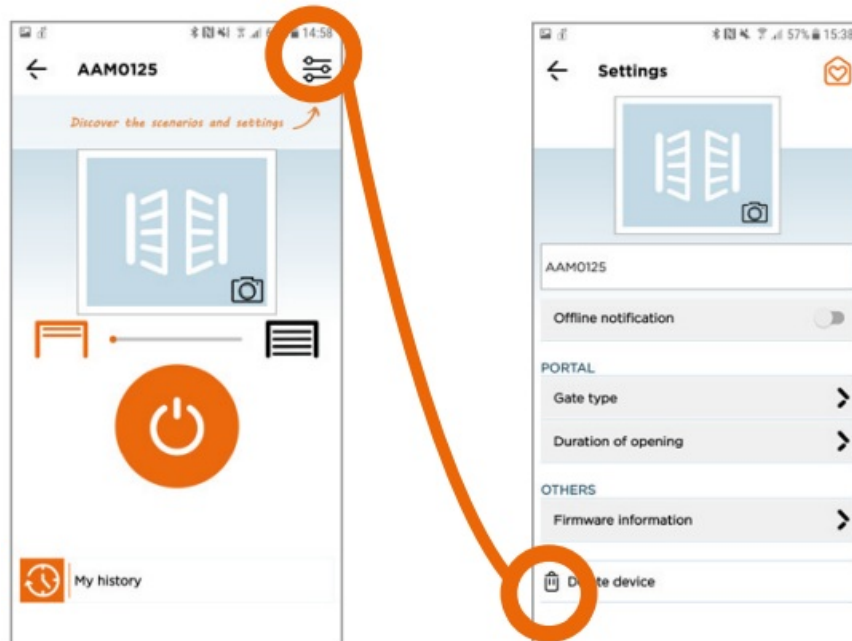 14:58
AAM0125
Discover the scenarios and settings
My history
57% 15:38
Settings
AAM0125
Offline notification
PORTAL
Gate type
Duration of opening
OTHERS
Firmware information
Delete device